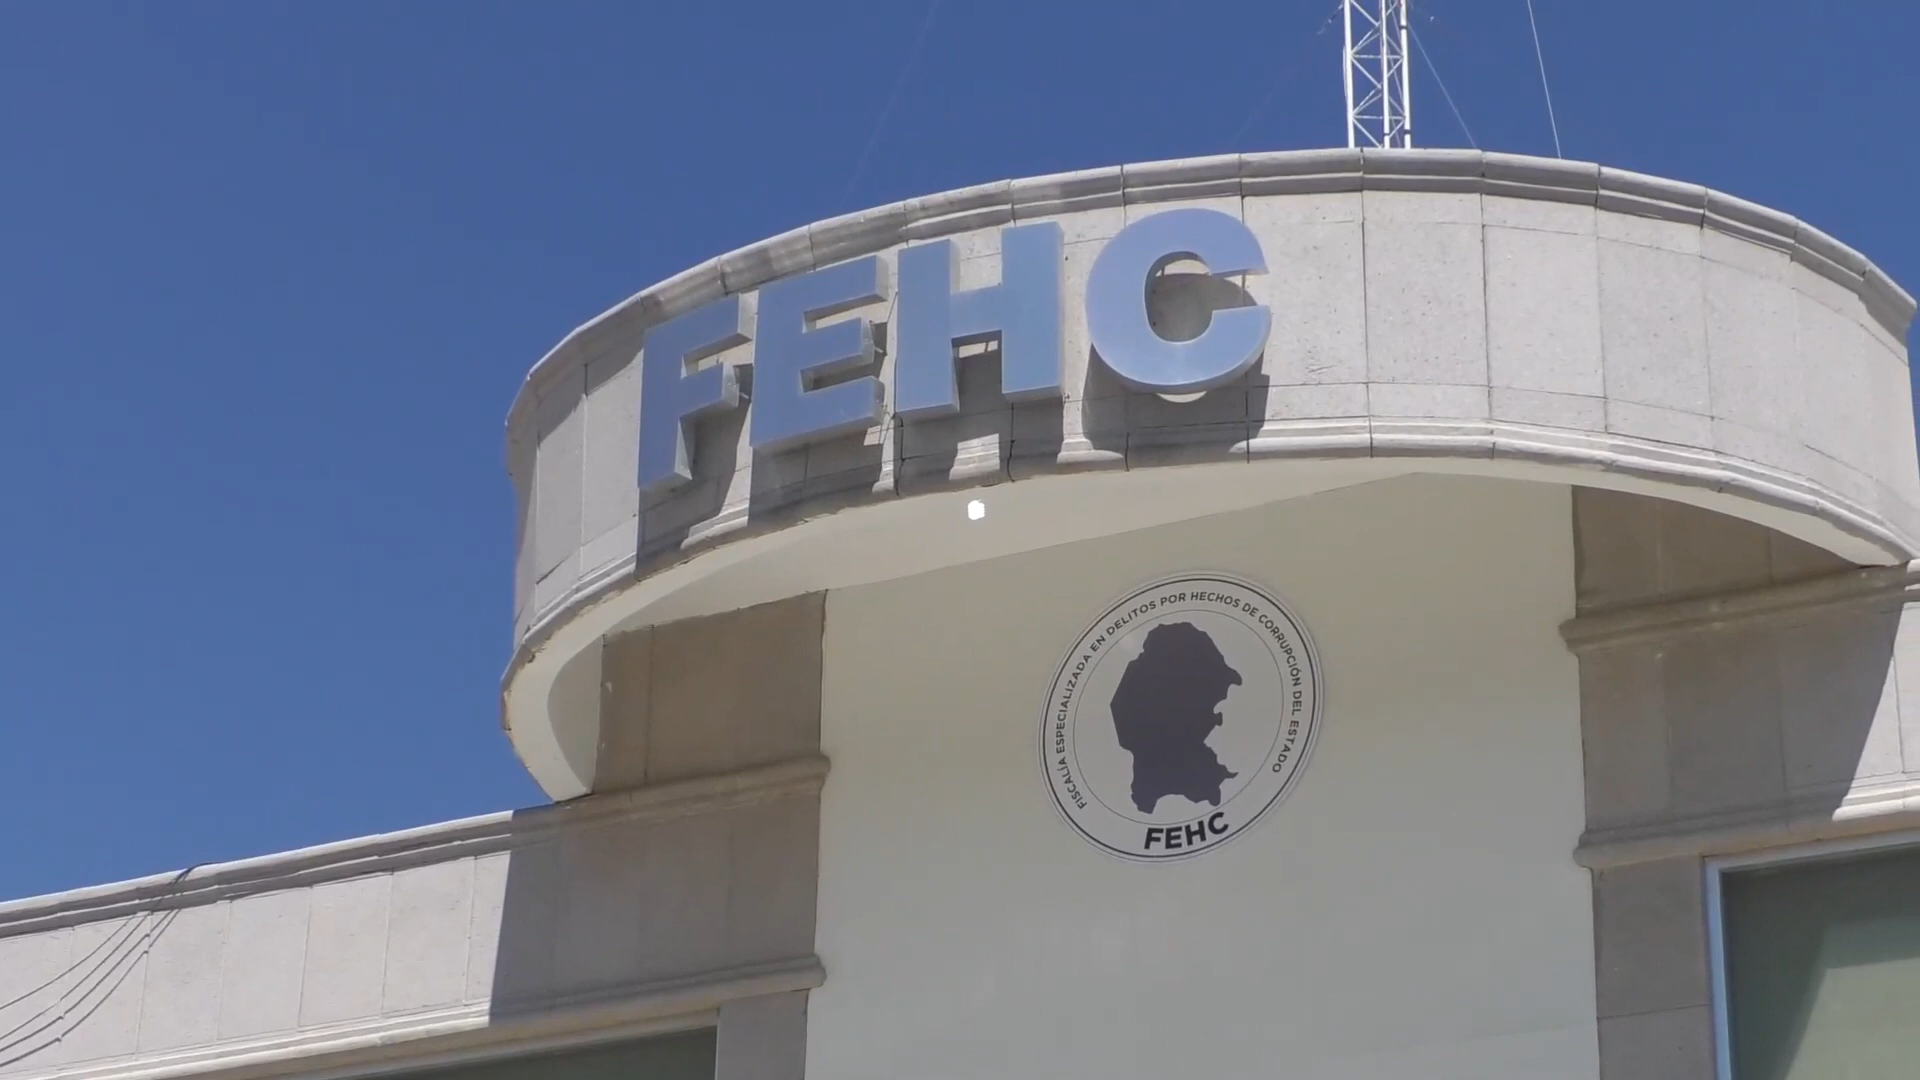 FEHC
FISCALÍA ESPECIALIZADA EN DELITOS POR HECHOS DE CORRUPCIÓN DEL ESTADO
FEHC